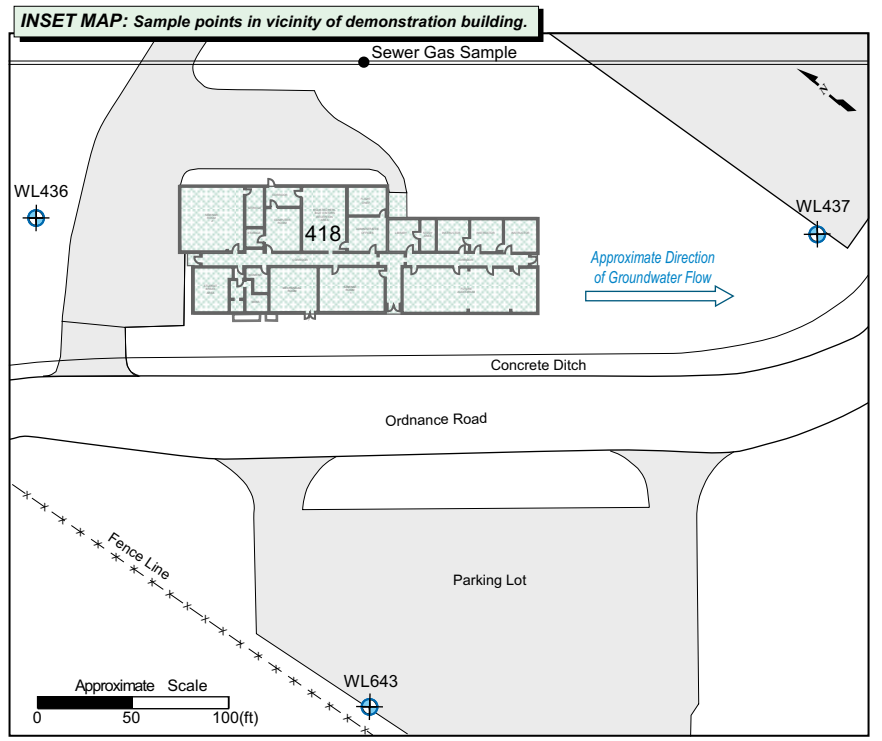 INSET MAP: Sample points in vicinity of demonstration building.
Sewer Gas Sample
N
WL436
WL437
418
Approximate Direction
of Groundwater Flow
Concrete Ditch
Ordnance Road
Fence Line
Parking Lot
WL643
Approximate Scale
0 50 100(ft)